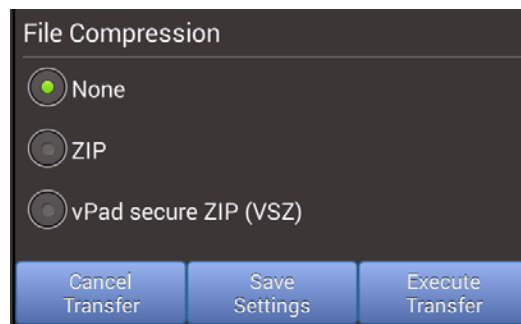 File Compression
None
ZIP
vPad secure ZIP (VSZ)
Cancel
Transfer
Save
Settings
Execute
Transfer